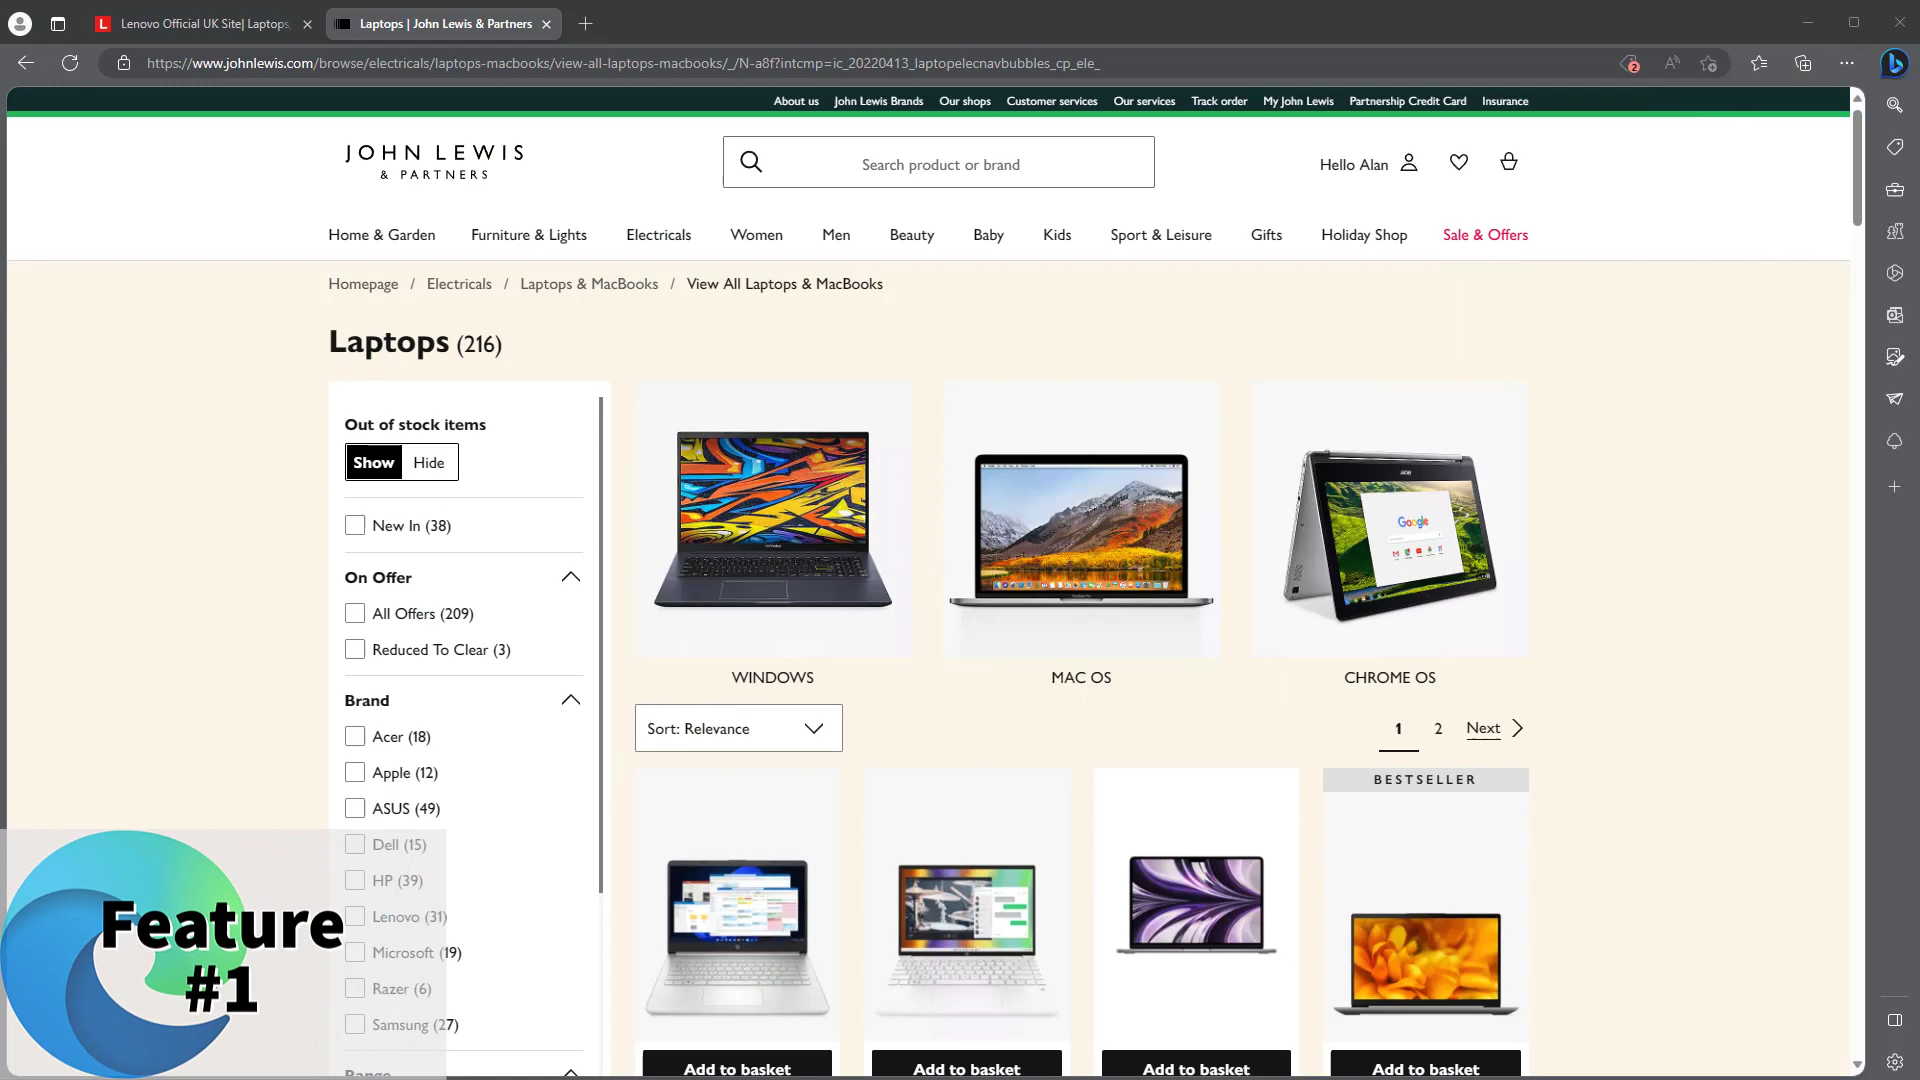 Lenovo Official UK Site| Laptops,
Laptops | John Lewis & Partners
https://www.johnlewis.com/browse/electricals/laptops-macbooks/view-all-laptops-macbooks/_/N-a8f?intcmp=ic_20220413_laptopelecnavbubbles_cp_ele_
2
About us
John Lewis Brands
Our shops
Customer services
Our services
Track order
My John Lewis
Partnership Credit Card
Insurance
JOHN LEWIS
& PARTNERS
Search product or brand
Hello Alan
Home & Garden
Furniture & Lights
Electricals
Women
Men
Beauty
Baby
Kids
Sport & Leisure
Gifts
Holiday Shop
Sale & Offers
Homepage / Electricals / Laptops & MacBooks / View All Laptops & MacBooks
Laptops (216)
Out of stock items
Show Hide
New In (38)
On Offer
All Offers (209)
Reduced To Clear (3)
Brand
Acer (18)
Apple (12)
ASUS (49)
Dell (15)
HP (39)
Lenovo (31)
Microsoft (19)
Razer (6)
Samsung (27)
Range
Feature
#1
acer
Google
WINDOWS
MAC OS
CHROME OS
Sort: Relevance
1 2 Next
BESTSELLER
Add to basket
Add to basket
Add to basket
Add to basket